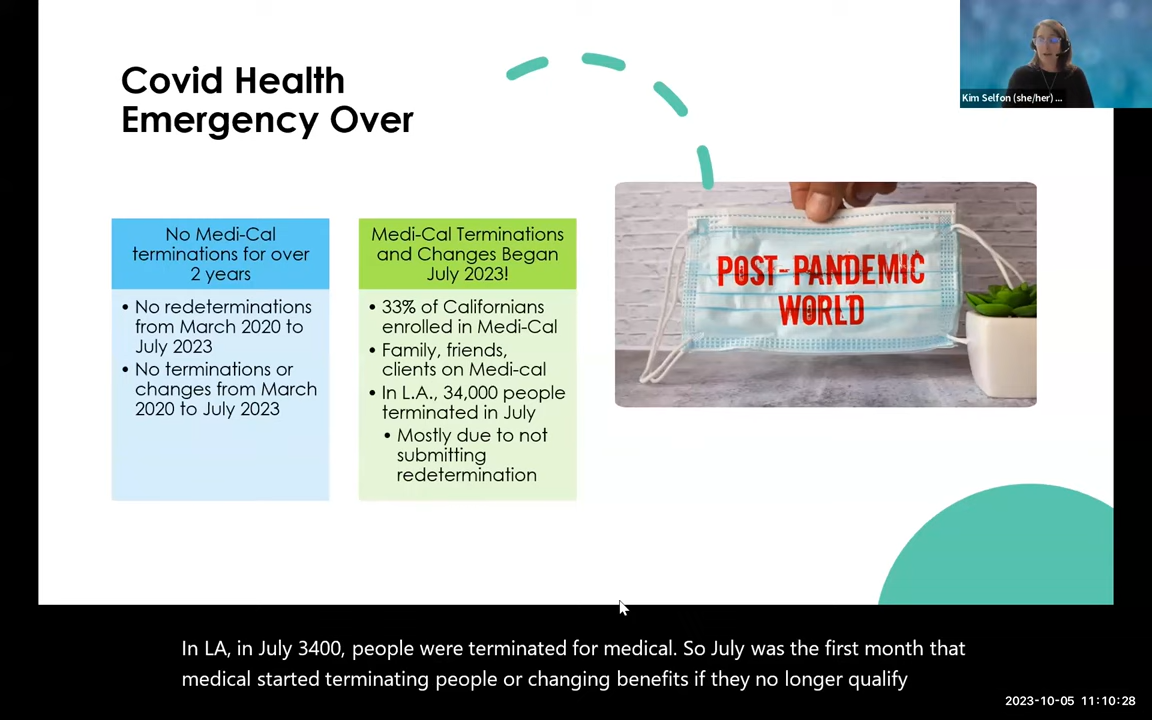 Covid Health
Emergency Over
Kim Selfon (she/her) ...
No Medi-Cal
terminations for over
2 years
• No redeterminations
from March 2020 to
July 2023
• No terminations or
changes from March
2020 to July 2023
Medi-Cal Terminations
and Changes Began
July 2023!
• 33% of Californians
enrolled in Medi-Cal
• Family, friends,
clients on Medi-cal
• In L.A., 34,000 people
terminated in July
• Mostly due to not
submitting
redetermination
POST-PANDEMIC
WORLD
In LA, in July 3400, people were terminated for medical. So July was the first month that
medical started terminating people or changing benefits if they no longer qualify
2023-10-05 11:10:28